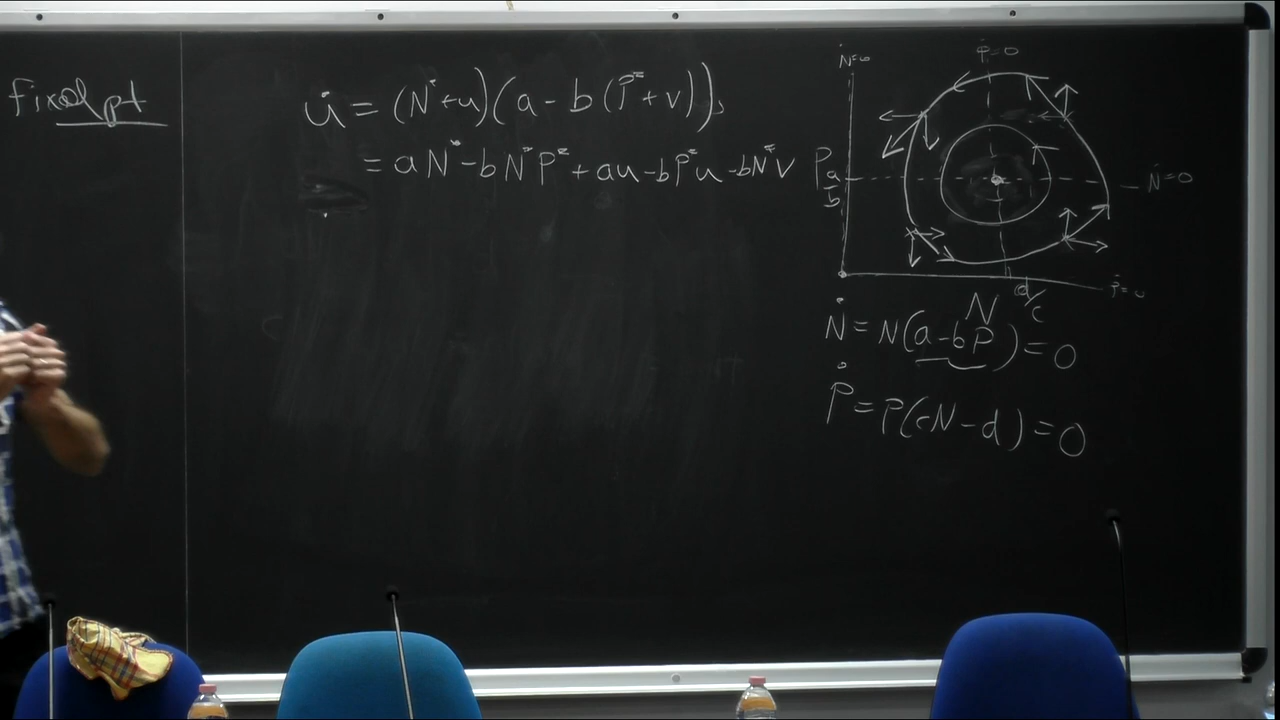 fixed pt
u̇ = (N*+u)(a - b(P*+v)),
= aN* - bN*P* + au - bP*u - bN*v
Ṅ=0
Ṗ=0
P
a/b
Ṅ=0
d/c
Ṗ=0
N
Ṅ = N(a-bP) = 0
Ṗ = P(cN-d) = 0